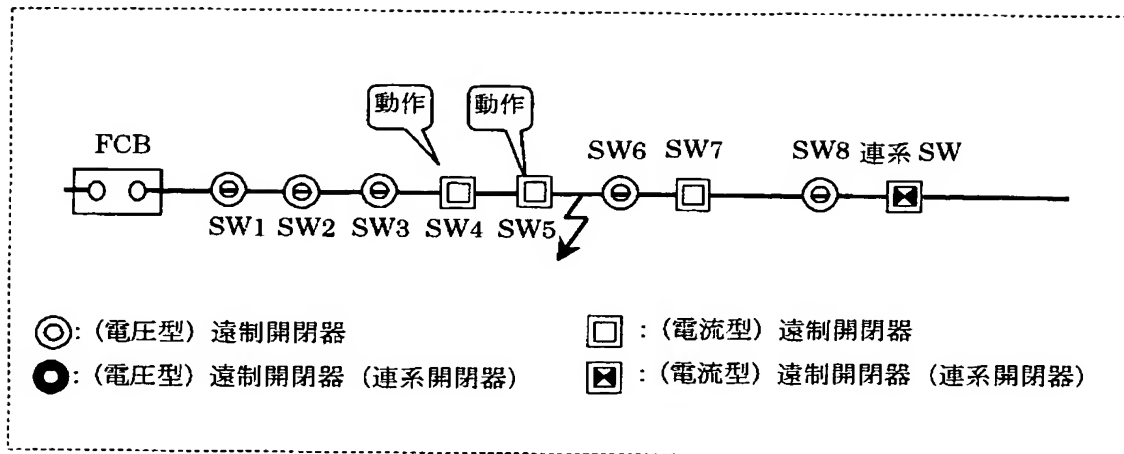 動作 動作
FCB
SW6 SW7 SW8 連系 SW
SW1 SW2 SW3 SW4 SW5
：（電圧型）遠制開閉器
：（電流型）遠制開閉器
：（電圧型）遠制開閉器（連系開閉器）
：（電流型）遠制開閉器（連系開閉器）